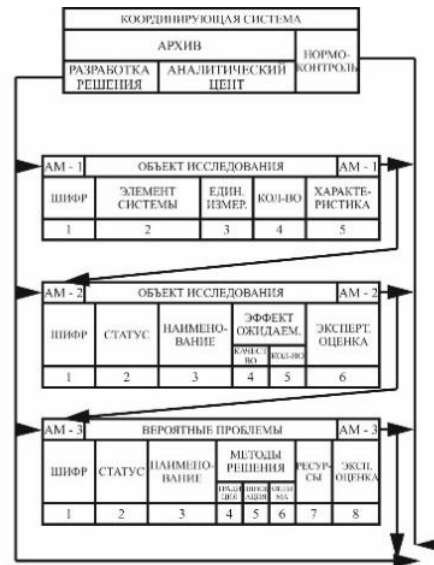 КООРДИНИРУЮЩАЯ СИСТЕМА
АРХИВ
НОРМО-
КОНТРОЛЬ
РАЗРАБОТКА
РЕШЕНИЯ
АНАЛИТИЧЕСКИЙ
ЦЕНТ
АМ - 1 ОБЪЕКТ ИССЛЕДОВАНИЯ АМ - 1
ШИФР
ЭЛЕМЕНТ
СИСТЕМЫ
ЕДИН.
ИЗМЕР.
КОЛ-ВО
ХАРАКТЕ-
РИСТИКА
1 2 3 4 5
АМ - 2 ОБЪЕКТ ИССЛЕДОВАНИЯ АМ - 2
ШИФР
СТАТУС
НАИМЕНО-
ВАНИЕ
ЭФФЕКТ
ОЖИДАЕМ.
КАЧЕСТ
ВО
КОЛ-ВО
ЭКСПЕРТ.
ОЦЕНКА
1 2 3 4 5 6
АМ - 3 ВЕРОЯТНЫЕ ПРОБЛЕМЫ АМ - 3
ШИФР
СТАТУС
НАИМЕНО-
ВАНИЕ
МЕТОДЫ
РЕШЕНИЯ
РЕСУР-
СЫ
ЭКСП.
ОЦЕНКА
1 2 3 4 5 6 7 8